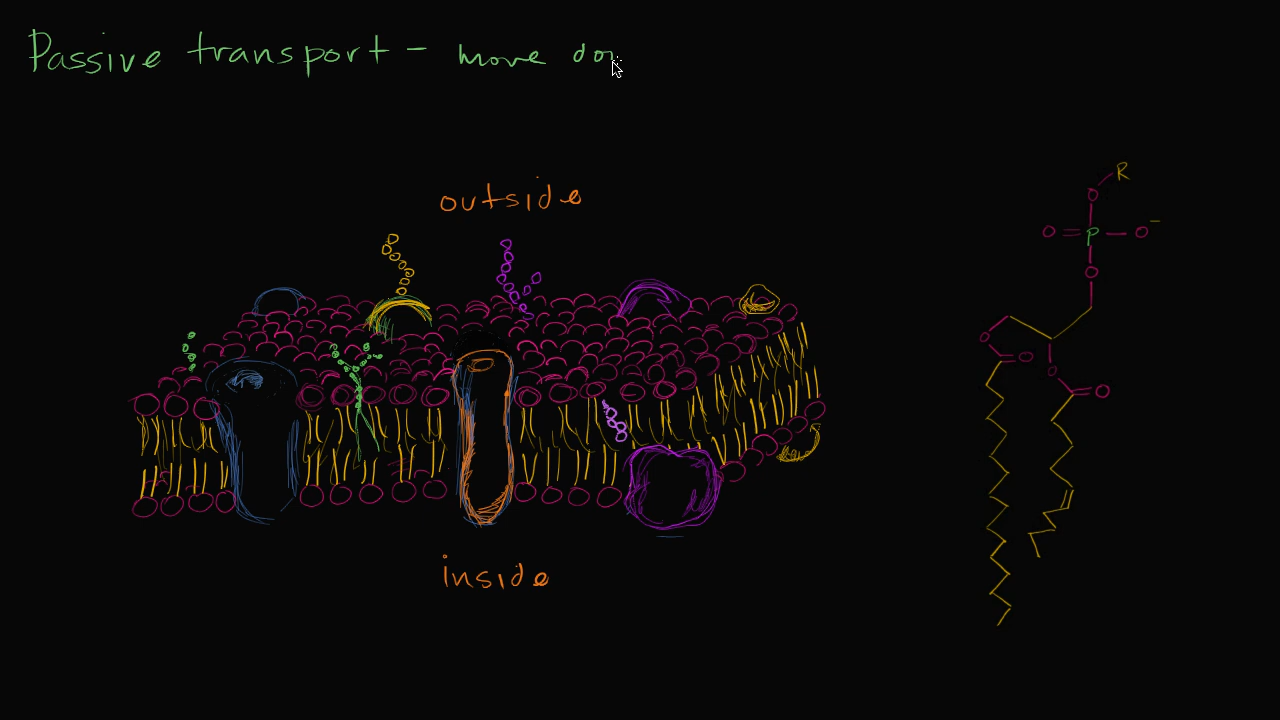 Passive transport - move do
outside
R
O
O = P - O⁻
O
O
O
O
O
inside